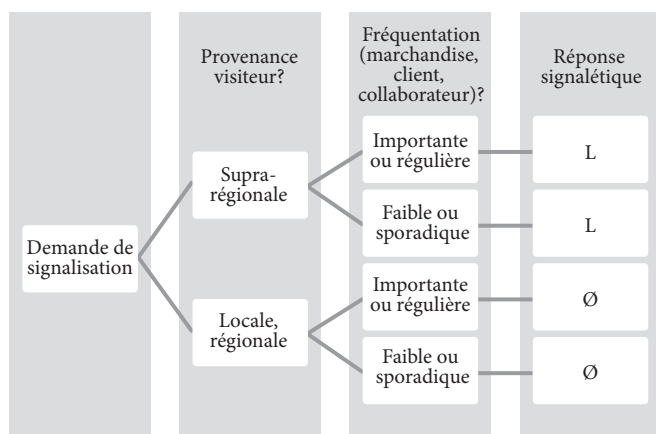 Provenance
visiteur?
Fréquentation
(marchandise,
client,
collaborateur)?
Réponse
signalétique
Demande de
signalisation
Supra-
régionale
Locale,
régionale
Importante
ou régulière
L
Faible ou
sporadique
L
Importante
ou régulière
Ø
Faible ou
sporadique
Ø